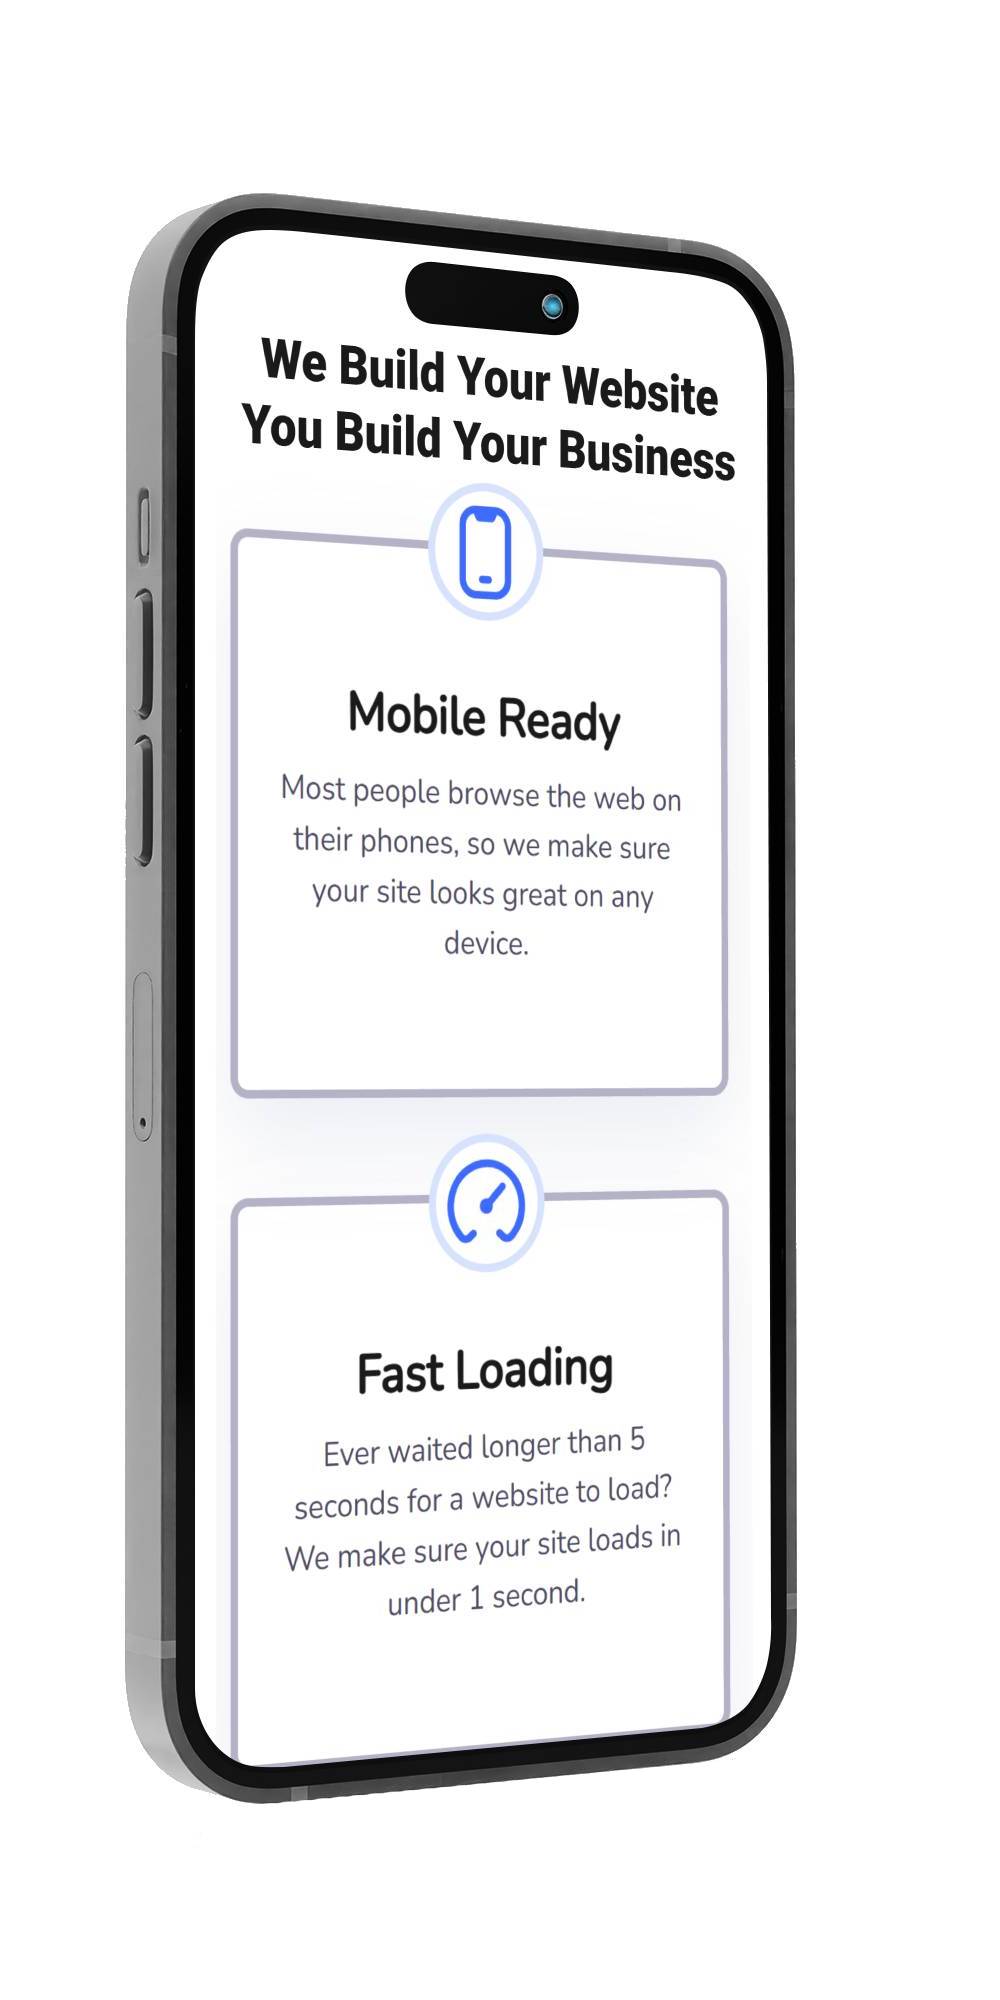 We Build Your Website
You Build Your Business
Mobile Ready
Most people browse the web on
their phones, so we make sure
your site looks great on any
device.
Fast Loading
Ever waited longer than 5
seconds for a website to load?
We make sure your site loads in
under 1 second.